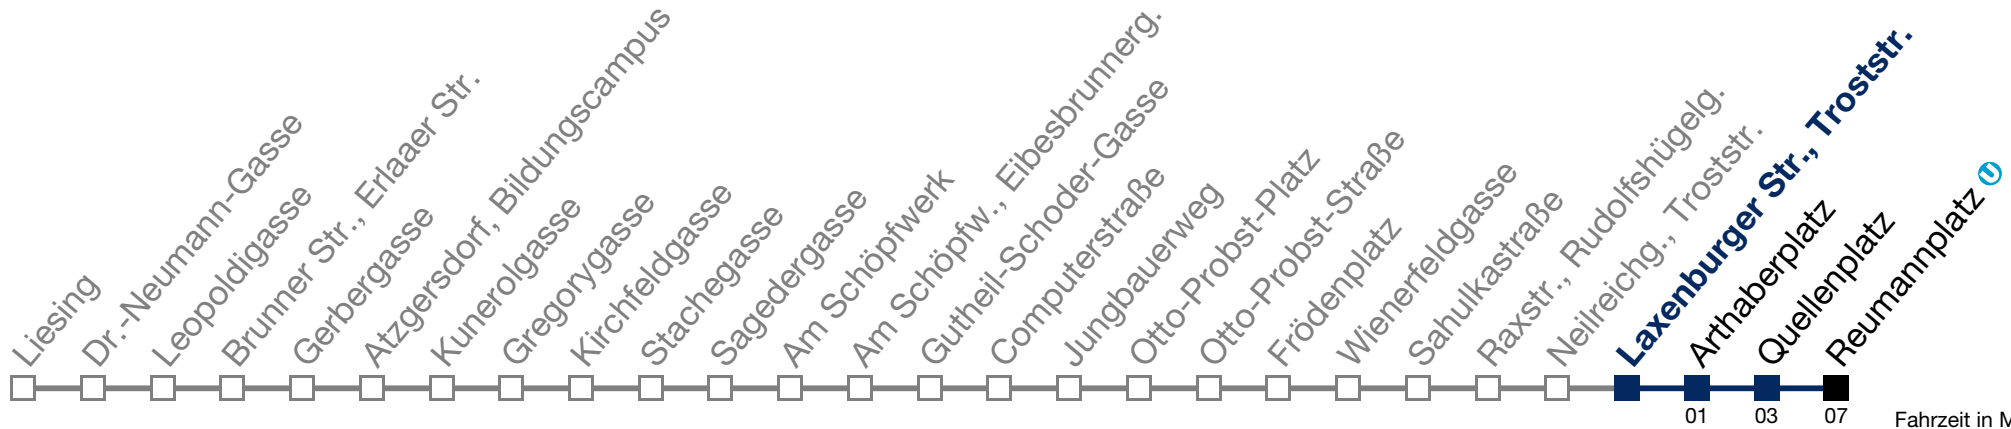 Liesing
Dr.-Neumann-Gasse
Leopoldigasse
Brunner Str., Erlaaer Str.
Gerbergasse
Atzgersdorf, Bildungscampus
Kunerolgasse
Gregorygasse
Kirchfeldgasse
Stachegasse
Sagedergasse
Am Schöpfwerk
Am Schöpfw., Eibesbrunnerg.
Gutheil-Schoder-Gasse
Computerstraße
Jungbauerweg
Otto-Probst-Platz
Otto-Probst-Straße
Frödenplatz
Wienerfeldgasse
Sahulkastraße
Raxstr., Rudolfshügelg.
Neilreichg., Troststr.
Laxenburger Str., Troststr.
Arthaberplatz
Quellenplatz
Reumannplatz U
01 03 07 Fahrzeit in M